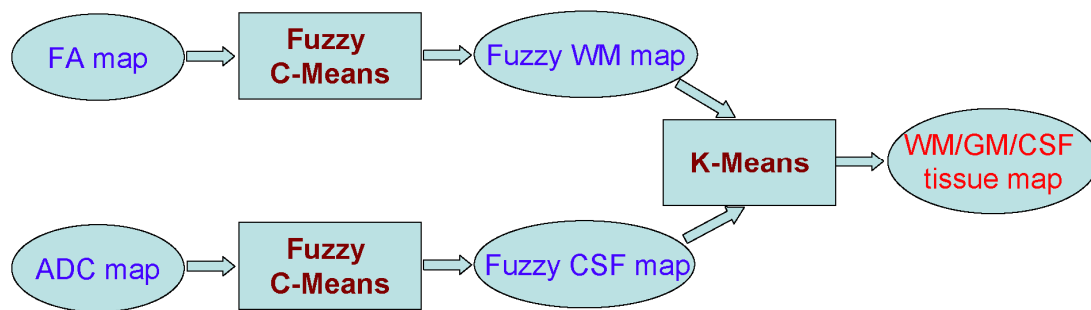 FA map
Fuzzy
C-Means
Fuzzy WM map
K-Means
WM/GM/CSF
tissue map
ADC map
Fuzzy
C-Means
Fuzzy CSF map